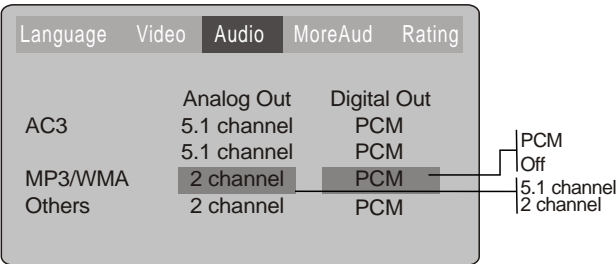 Language Video Audio MoreAud Rating
Analog Out Digital Out
AC3 5.1 channel PCM
5.1 channel PCM
MP3/WMA 2 channel PCM
Others 2 channel PCM
PCM
Off
5.1 channel
2 channel